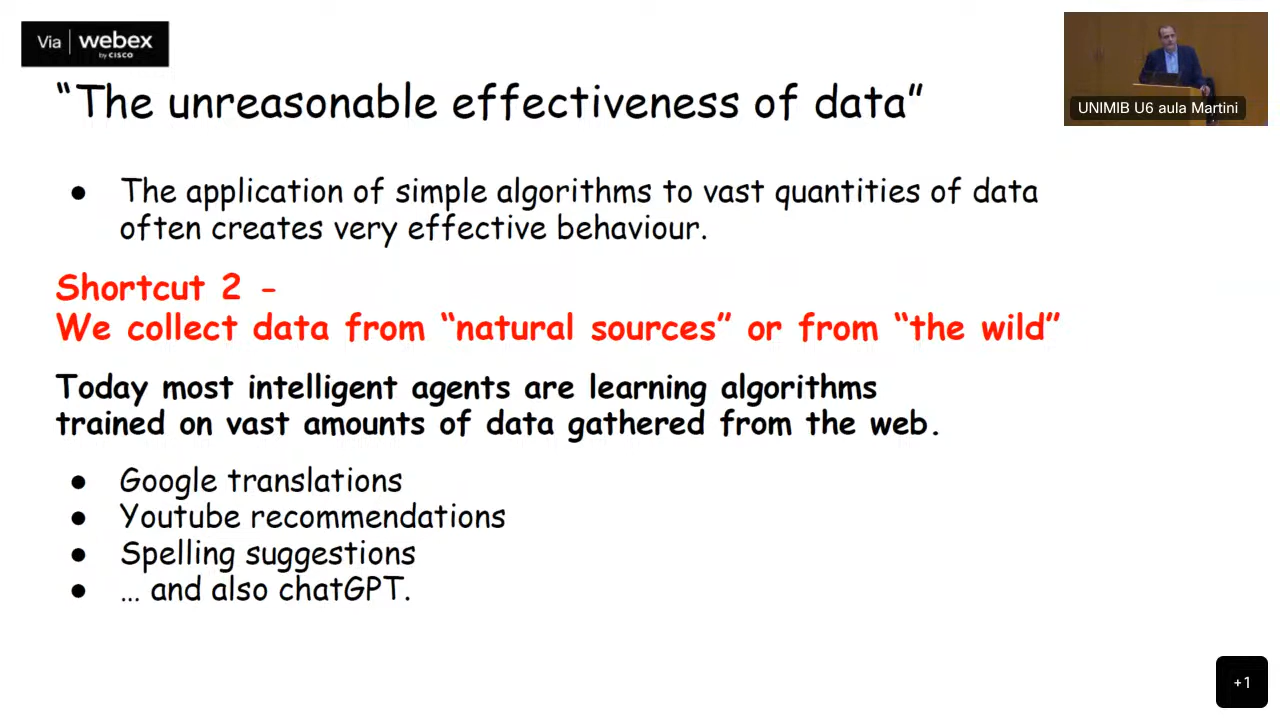 Via | webex
by CISCO
UNIMIB U6 aula Martini
“The unreasonable effectiveness of data”
● The application of simple algorithms to vast quantities of data
often creates very effective behaviour.
Shortcut 2 -
We collect data from “natural sources” or from “the wild”
Today most intelligent agents are learning algorithms
trained on vast amounts of data gathered from the web.
● Google translations
● Youtube recommendations
● Spelling suggestions
● … and also chatGPT.
+1